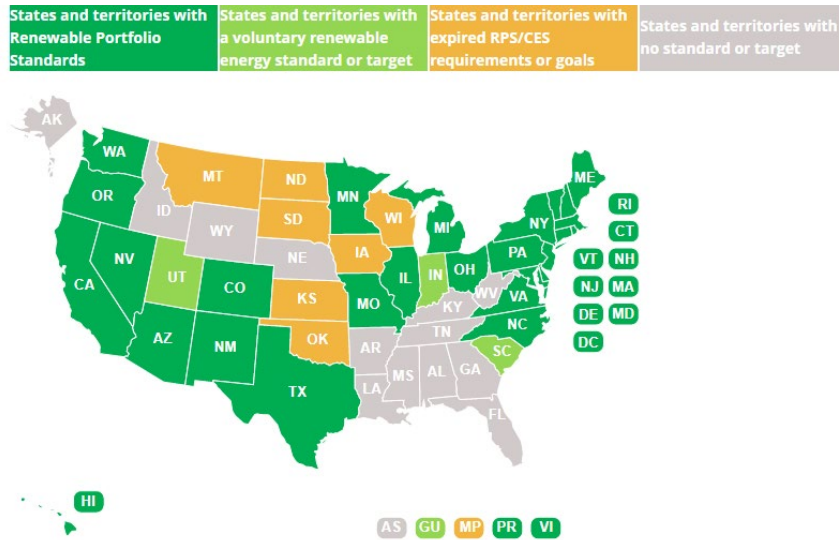 States and territories with
Renewable Portfolio
Standards
States and territories with
a voluntary renewable
energy standard or target
States and territories with
expired RPS/CES
requirements or goals
States and territories with
no standard or target
AK
WA
MT
ND
MN
ME
OR
ID
SD
WI
MI
NY
RI
WY
CT
NV
NE
IA
PA
VT
NH
CA
UT
CO
IL
IN
OH
NJ
MA
KS
MO
KY
WV
VA
DE
MD
AZ
NM
OK
AR
TN
NC
DC
SC
TX
LA
MS
AL
GA
FL
HI
AS
GU
MP
PR
VI